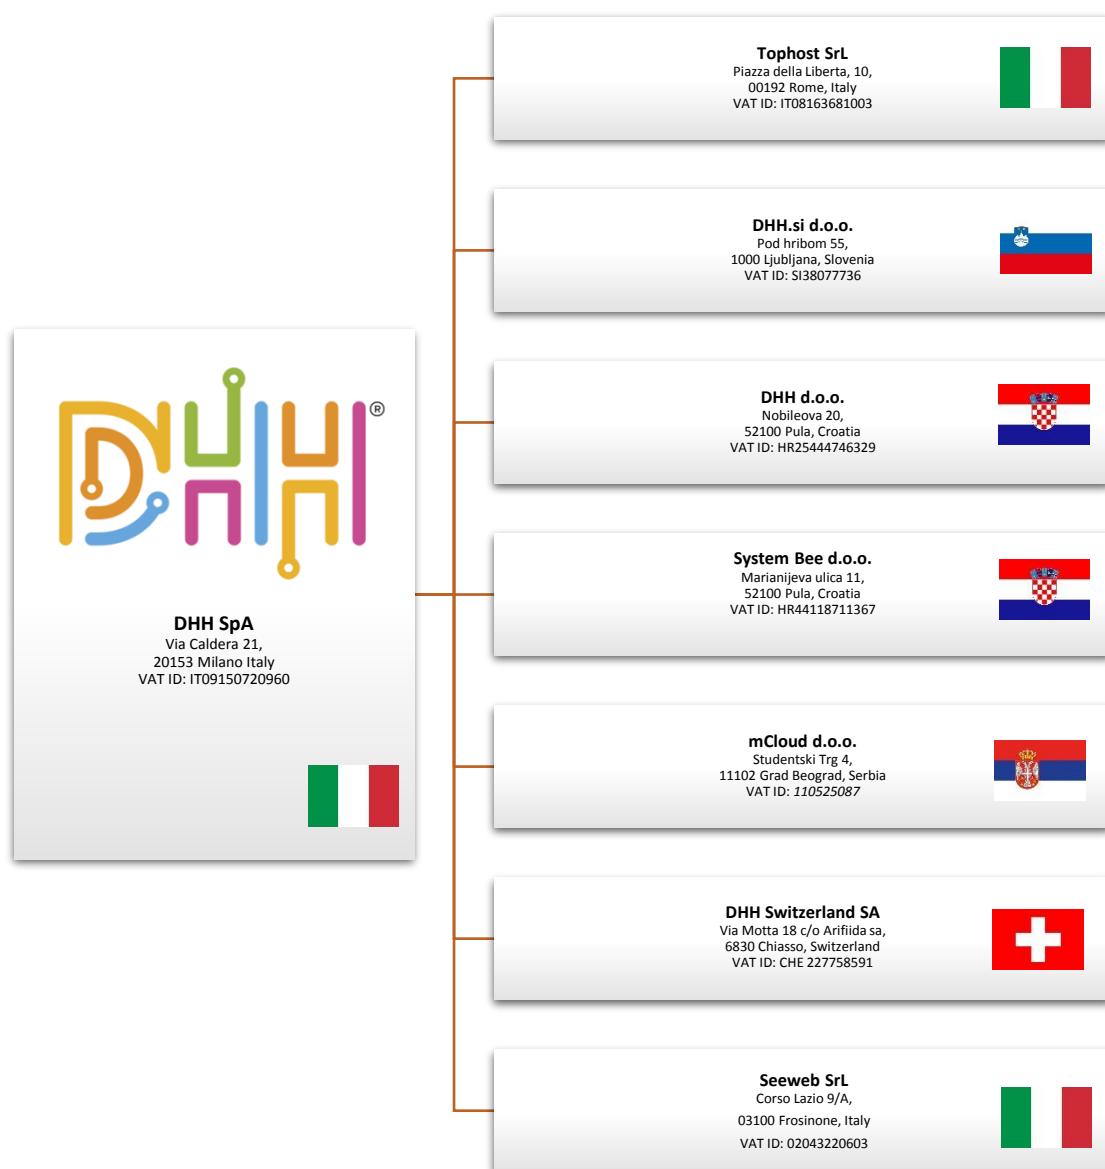 Tophost SrL
Piazza della Liberta, 10,
00192 Rome, Italy
VAT ID: IT08163681003
DHH.si d.o.o.
Pod hribom 55,
1000 Ljubljana, Slovenia
VAT ID: SI38077736
DHH d.o.o.
Nobileova 20,
52100 Pula, Croatia
VAT ID: HR25444746329
DHH®
DHH SpA
Via Caldera 21,
20153 Milano Italy
VAT ID: IT09150720960
System Bee d.o.o.
Marianijeva ulica 11,
52100 Pula, Croatia
VAT ID: HR44118711367
mCloud d.o.o.
Studentski Trg 4,
11102 Grad Beograd, Serbia
VAT ID: 110525087
DHH Switzerland SA
Via Motta 18 c/o Arifiida sa,
6830 Chiasso, Switzerland
VAT ID: CHE 227758591
Seeweb SrL
Corso Lazio 9/A,
03100 Frosinone, Italy
VAT ID: 02043220603